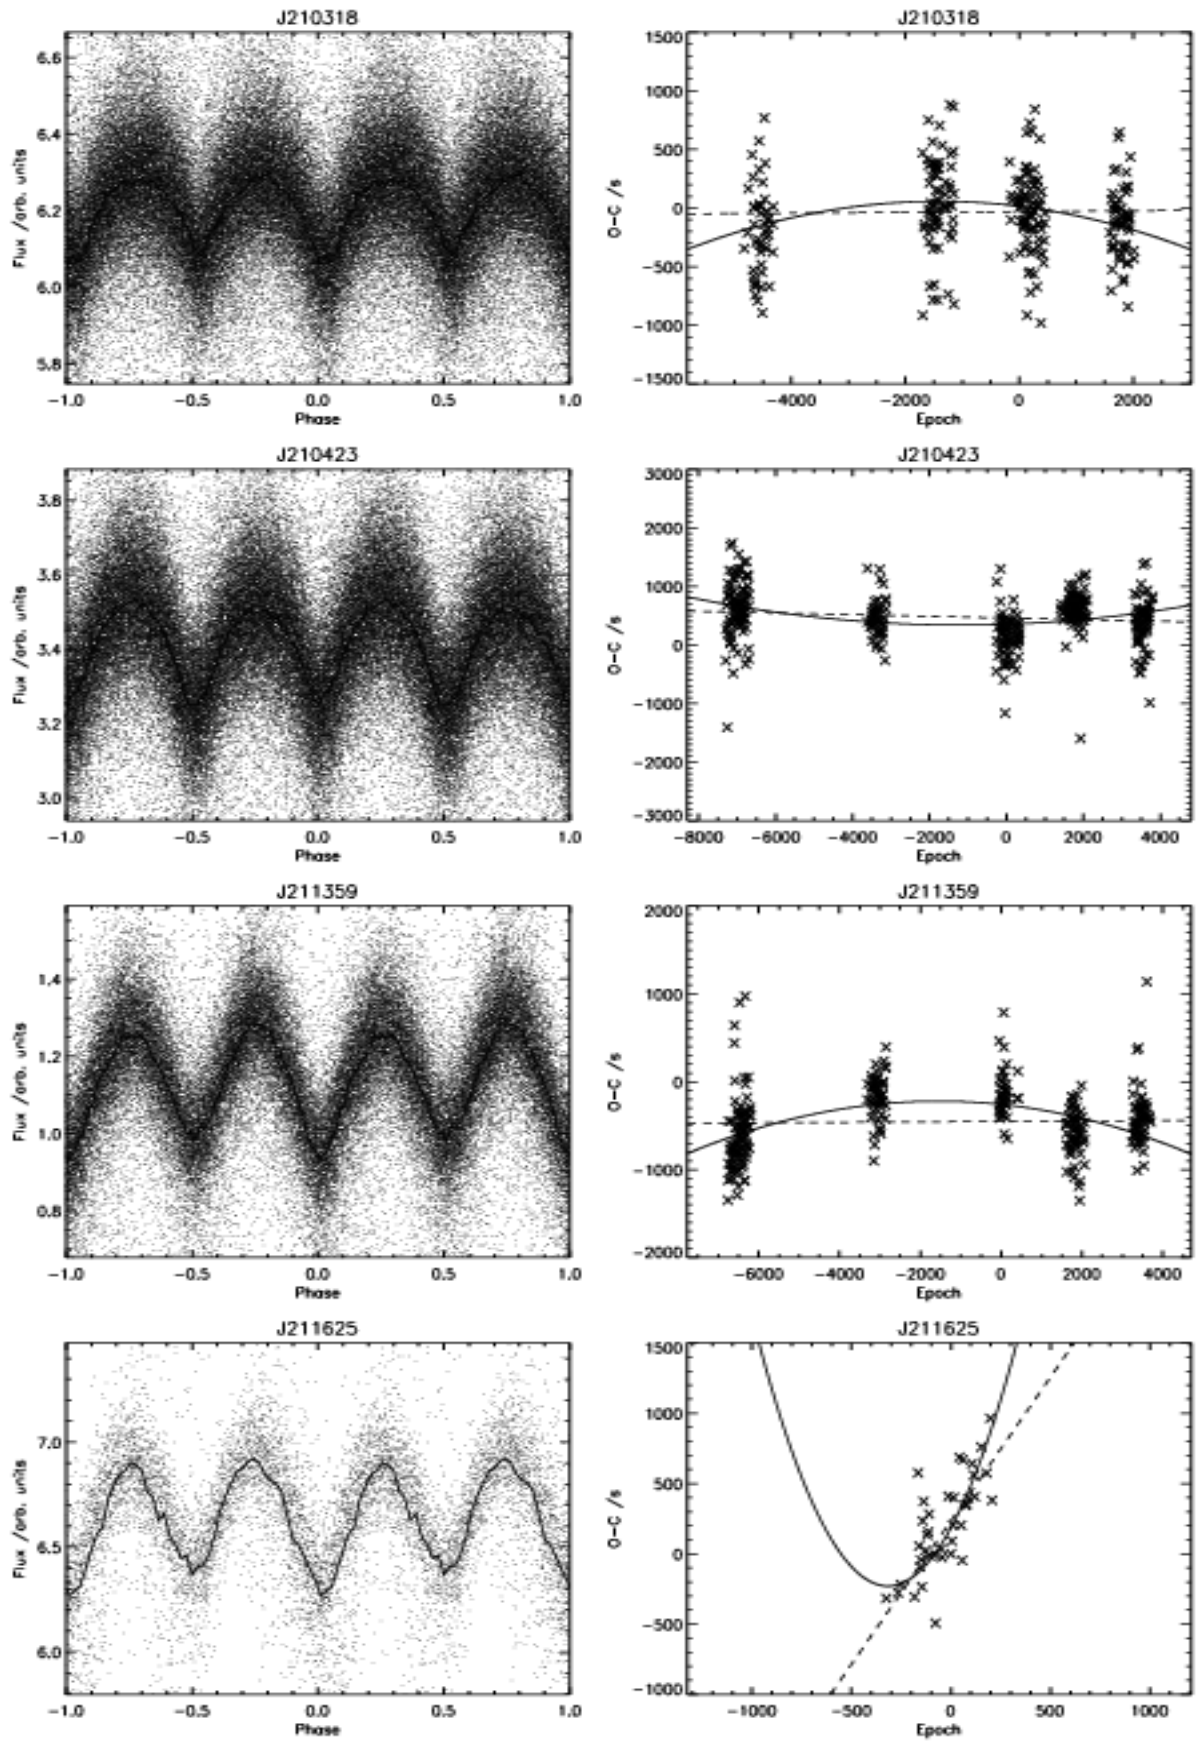 J210318
6.6
6.4
6.2
6.0
5.8
Flux /arb. units
-1.0 -0.5 0.0 0.5 1.0
Phase
J210318
1500
1000
500
0
-500
-1000
-1500
O-C /s
-4000 -2000 0 2000
Epoch
J210423
3.8
3.6
3.4
3.2
3.0
Flux /arb. units
-1.0 -0.5 0.0 0.5 1.0
Phase
J210423
3000
2000
1000
0
-1000
-2000
-3000
O-C /s
-8000 -6000 -4000 -2000 0 2000 4000
Epoch
J211359
1.4
1.2
1.0
0.8
Flux /arb. units
-1.0 -0.5 0.0 0.5 1.0
Phase
J211359
2000
1000
0
-1000
-2000
O-C /s
-6000 -4000 -2000 0 2000 4000
Epoch
J211625
7.0
6.5
6.0
Flux /arb. units
-1.0 -0.5 0.0 0.5 1.0
Phase
J211625
1500
1000
500
0
-500
-1000
O-C /s
-1000 -500 0 500 1000
Epoch